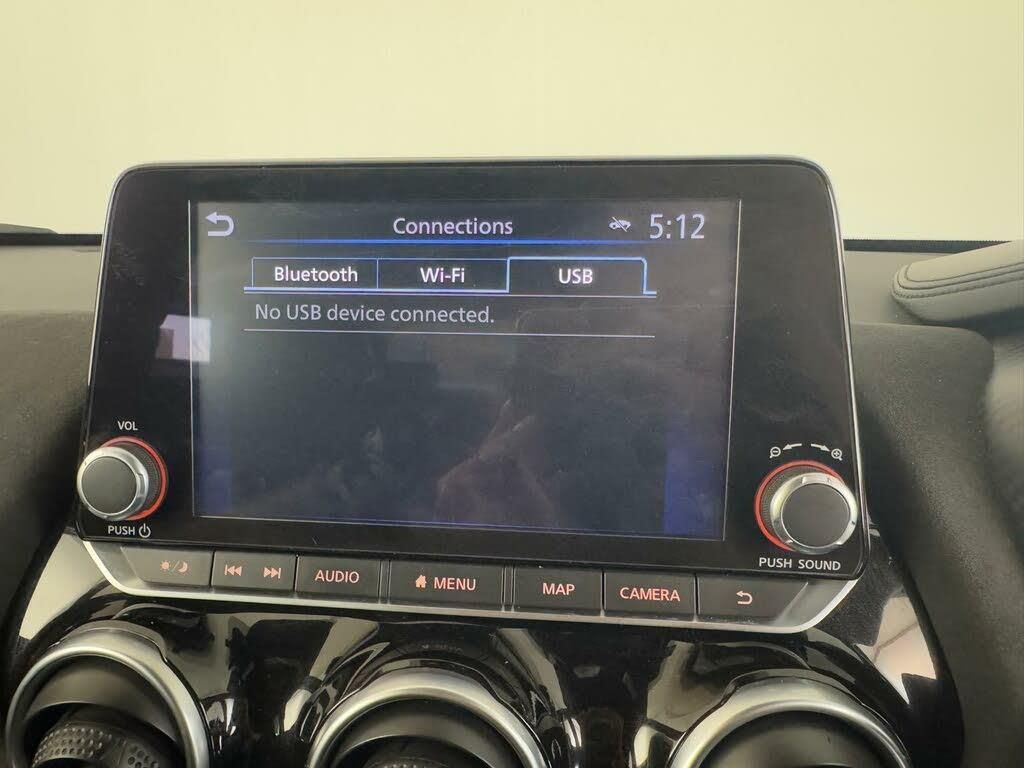 Connections
5:12
Bluetooth
Wi-Fi
USB
No USB device connected.
VOL
PUSH
PUSH SOUND
AUDIO
MENU
MAP
CAMERA